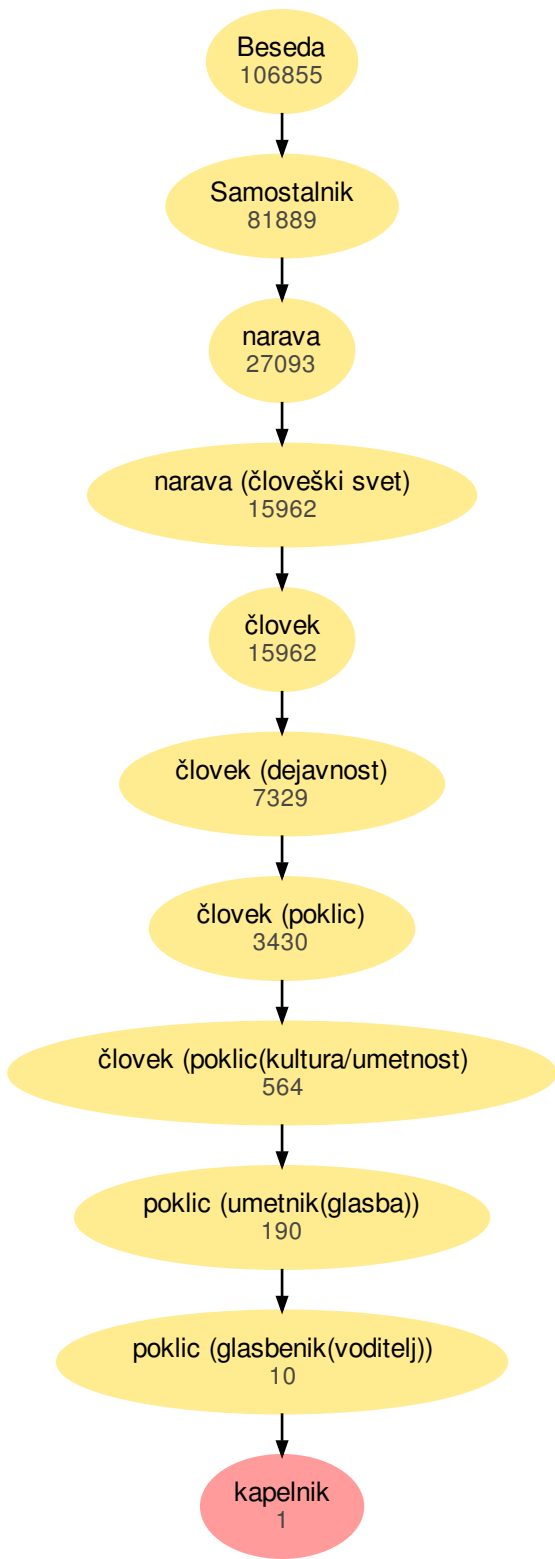 Beseda
106855
Samostalnik
81889
narava
27093
narava (človeški svet)
15962
človek
15962
človek (dejavnost)
7329
človek (poklic)
3430
človek (poklic(kultura/umetnost)
564
poklic (umetnik(glasba))
190
poklic (glasbenik(voditelj))
10
kapelnik
1